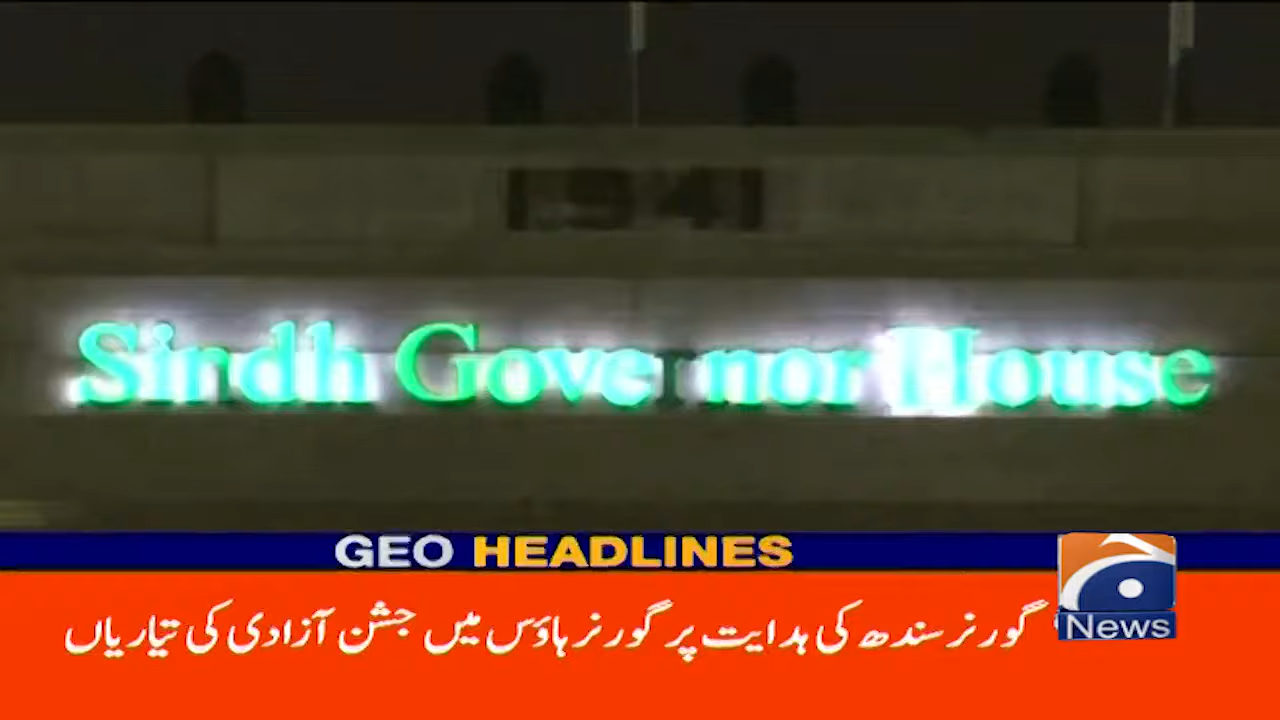 1941
Sindh Governor House
GEO HEADLINES
گورنر سندھ کی ہدایت پر گورنر ہاؤس میں جشن آزادی کی تیاریاں
News